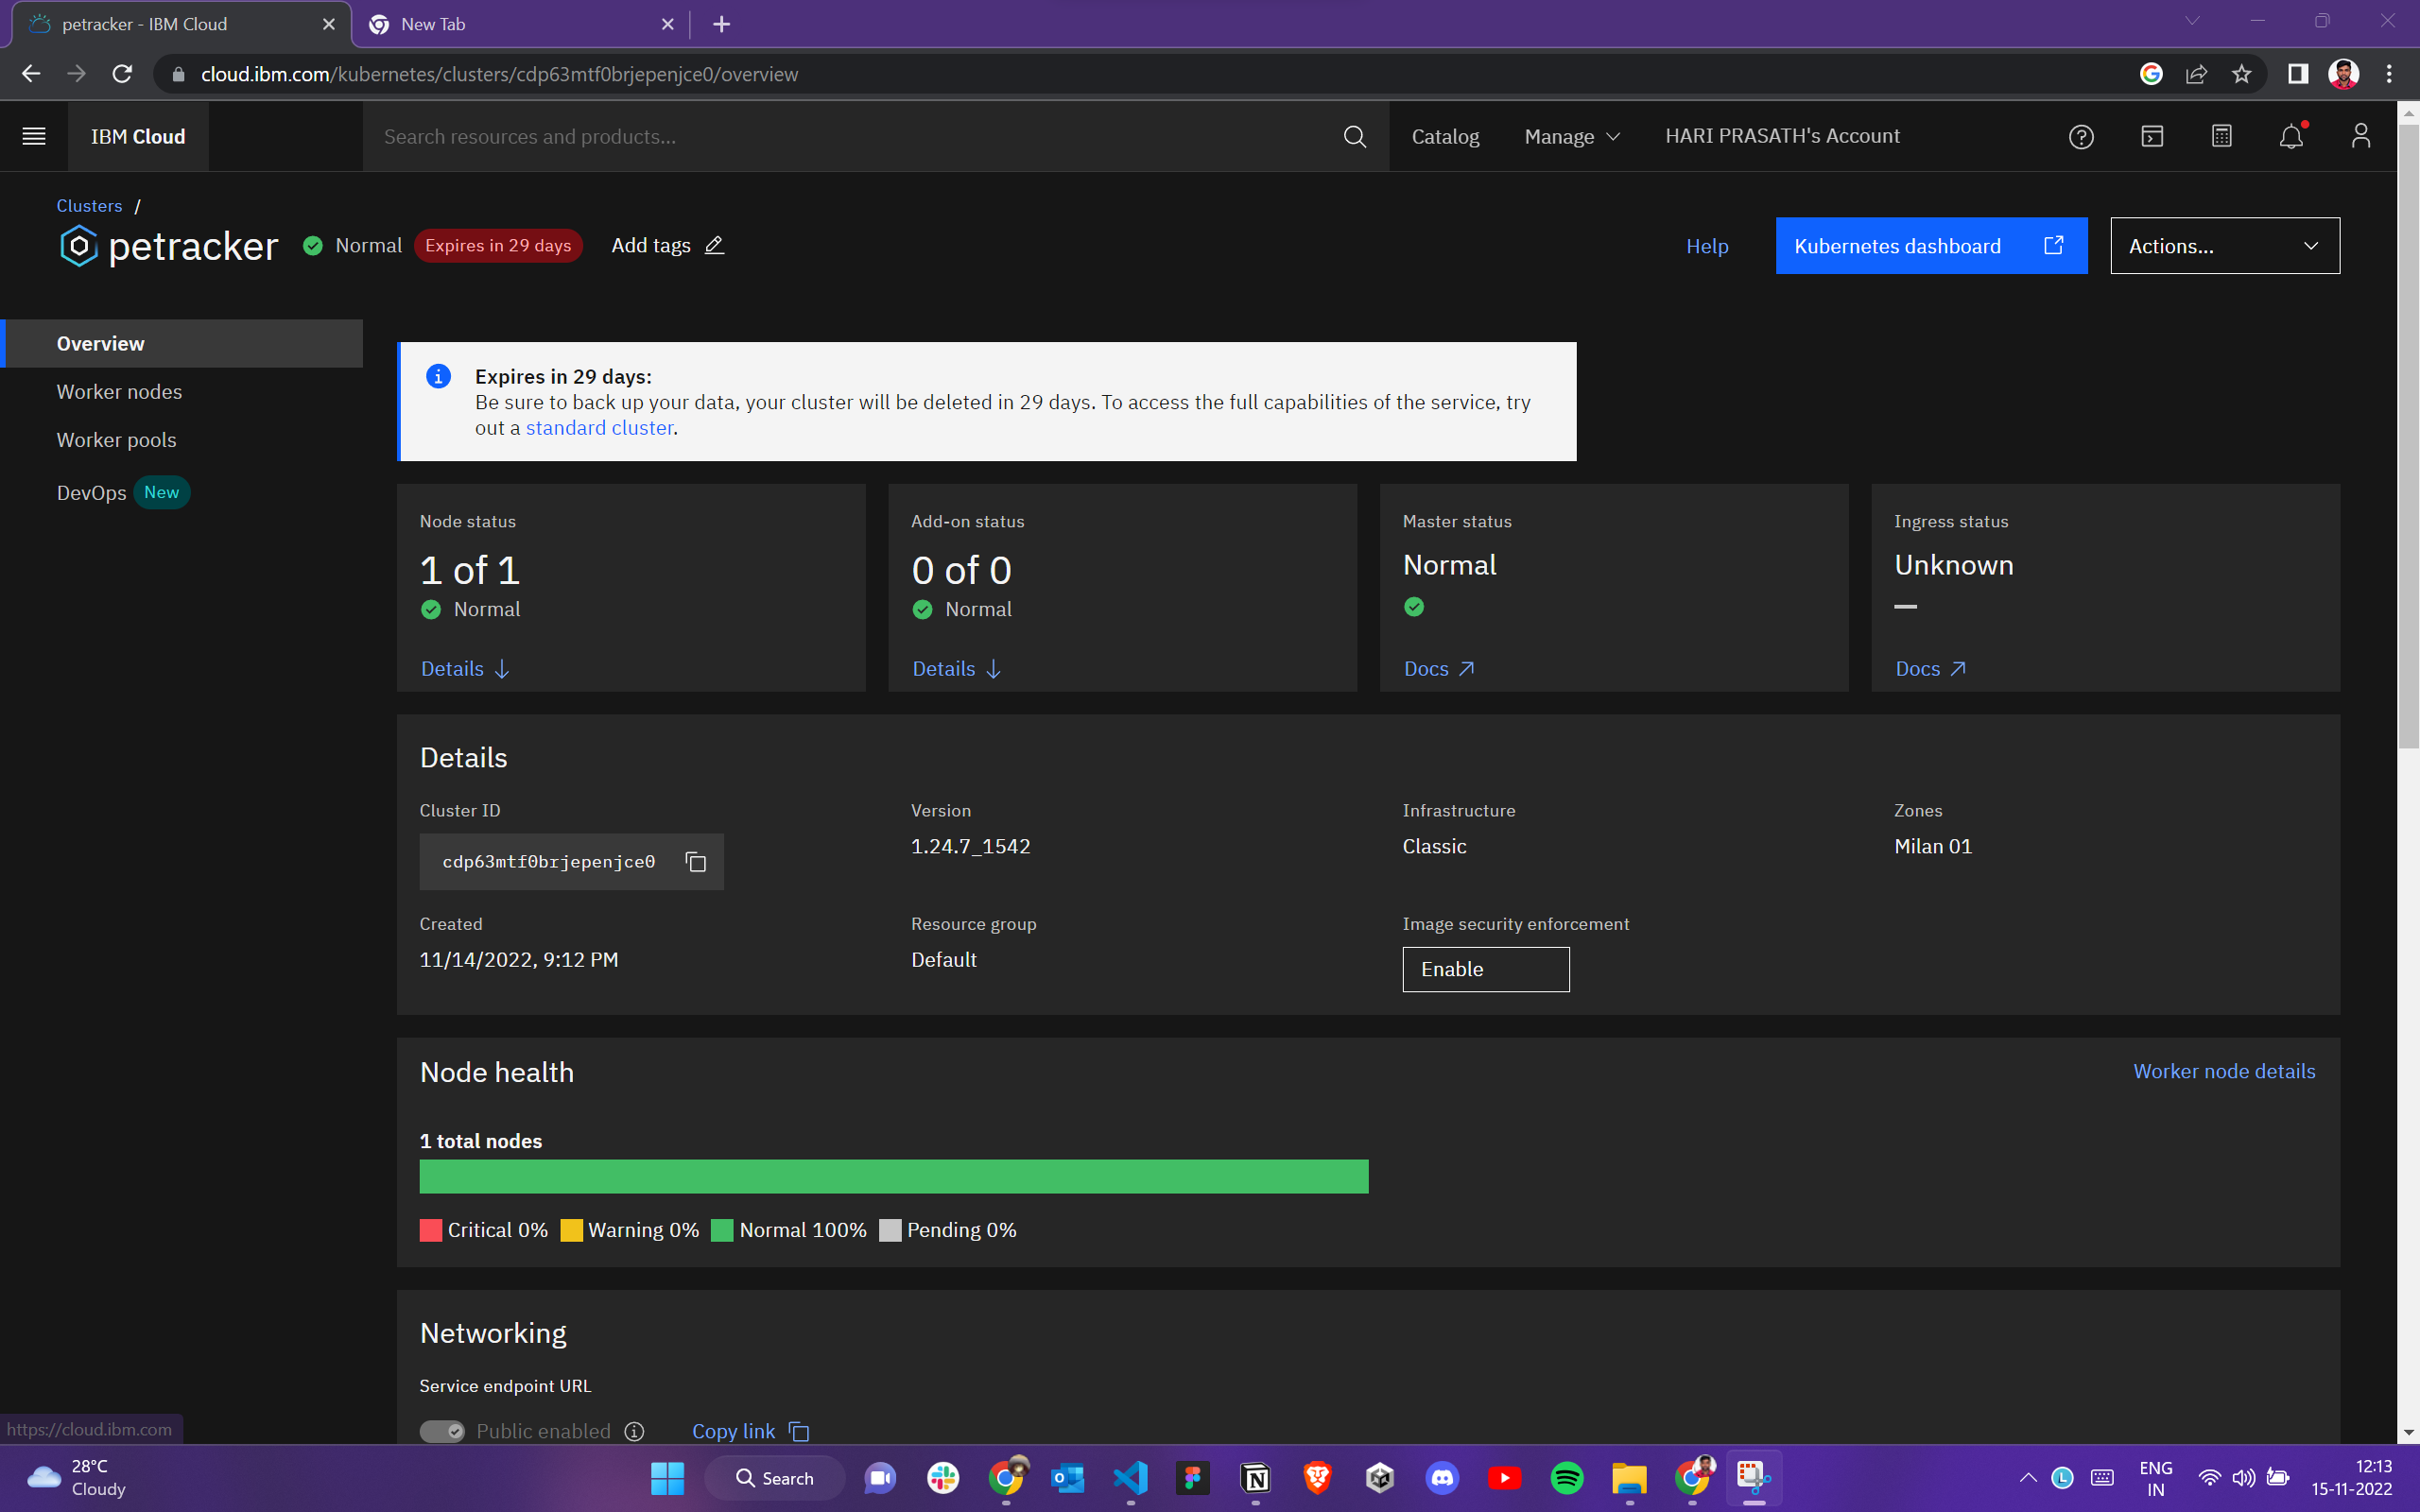 petracker - IBM Cloud
New Tab
cloud.ibm.com/kubernetes/clusters/cdp63mtf0brjepenjce0/overview
IBM Cloud
Search resources and products...
Catalog
Manage
HARI PRASATH's Account
Clusters /
petracker
Normal
Expires in 29 days
Add tags
Help
Kubernetes dashboard
Actions...
Overview
Worker nodes
Worker pools
DevOps New
Expires in 29 days:
Be sure to back up your data, your cluster will be deleted in 29 days. To access the full capabilities of the service, try
out a standard cluster.
Node status
1 of 1
Normal
Details
Add-on status
0 of 0
Normal
Details
Master status
Normal
Docs
Ingress status
Unknown
Docs
Details
Cluster ID
cdp63mtf0brjepenjce0
Version
1.24.7_1542
Infrastructure
Classic
Zones
Milan 01
Created
11/14/2022, 9:12 PM
Resource group
Default
Image security enforcement
Enable
Node health
Worker node details
1 total nodes
Critical 0% Warning 0% Normal 100% Pending 0%
Networking
Service endpoint URL
Public enabled
Copy link
https://cloud.ibm.com
28°C
Cloudy
Search
ENG
IN
12:13
15-11-2022